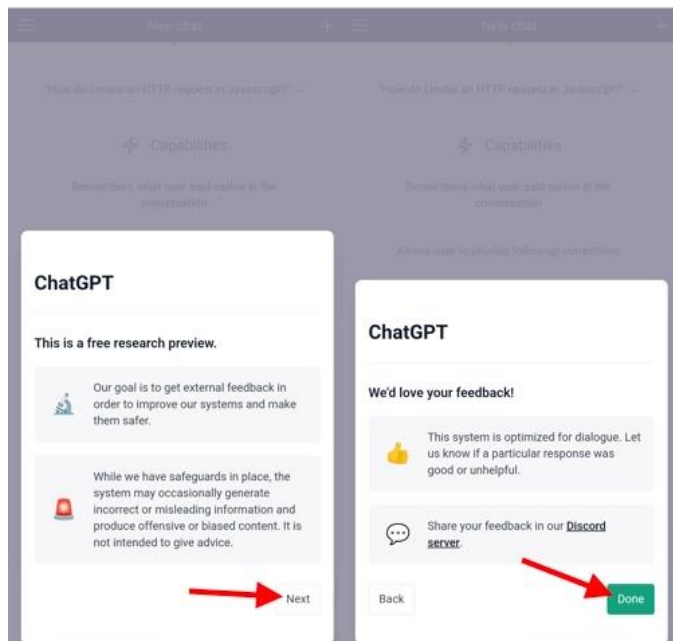 New chat +
"How do I make an HTTP request in Javascript?" →
Capabilities
Remembers what user said earlier in the
conversation
ChatGPT
This is a free research preview.
Our goal is to get external feedback in
order to improve our systems and make
them safer.
While we have safeguards in place, the
system may occasionally generate
incorrect or misleading information and
produce offensive or biased content. It is
not intended to give advice.
Next
New chat +
"How do I make an HTTP request in Javascript?" →
Capabilities
Remembers what user said earlier in the
conversation
Allows user to provide follow-up corrections
ChatGPT
We'd love your feedback!
This system is optimized for dialogue. Let
us know if a particular response was
good or unhelpful.
Share your feedback in our Discord
server.
Back
Done